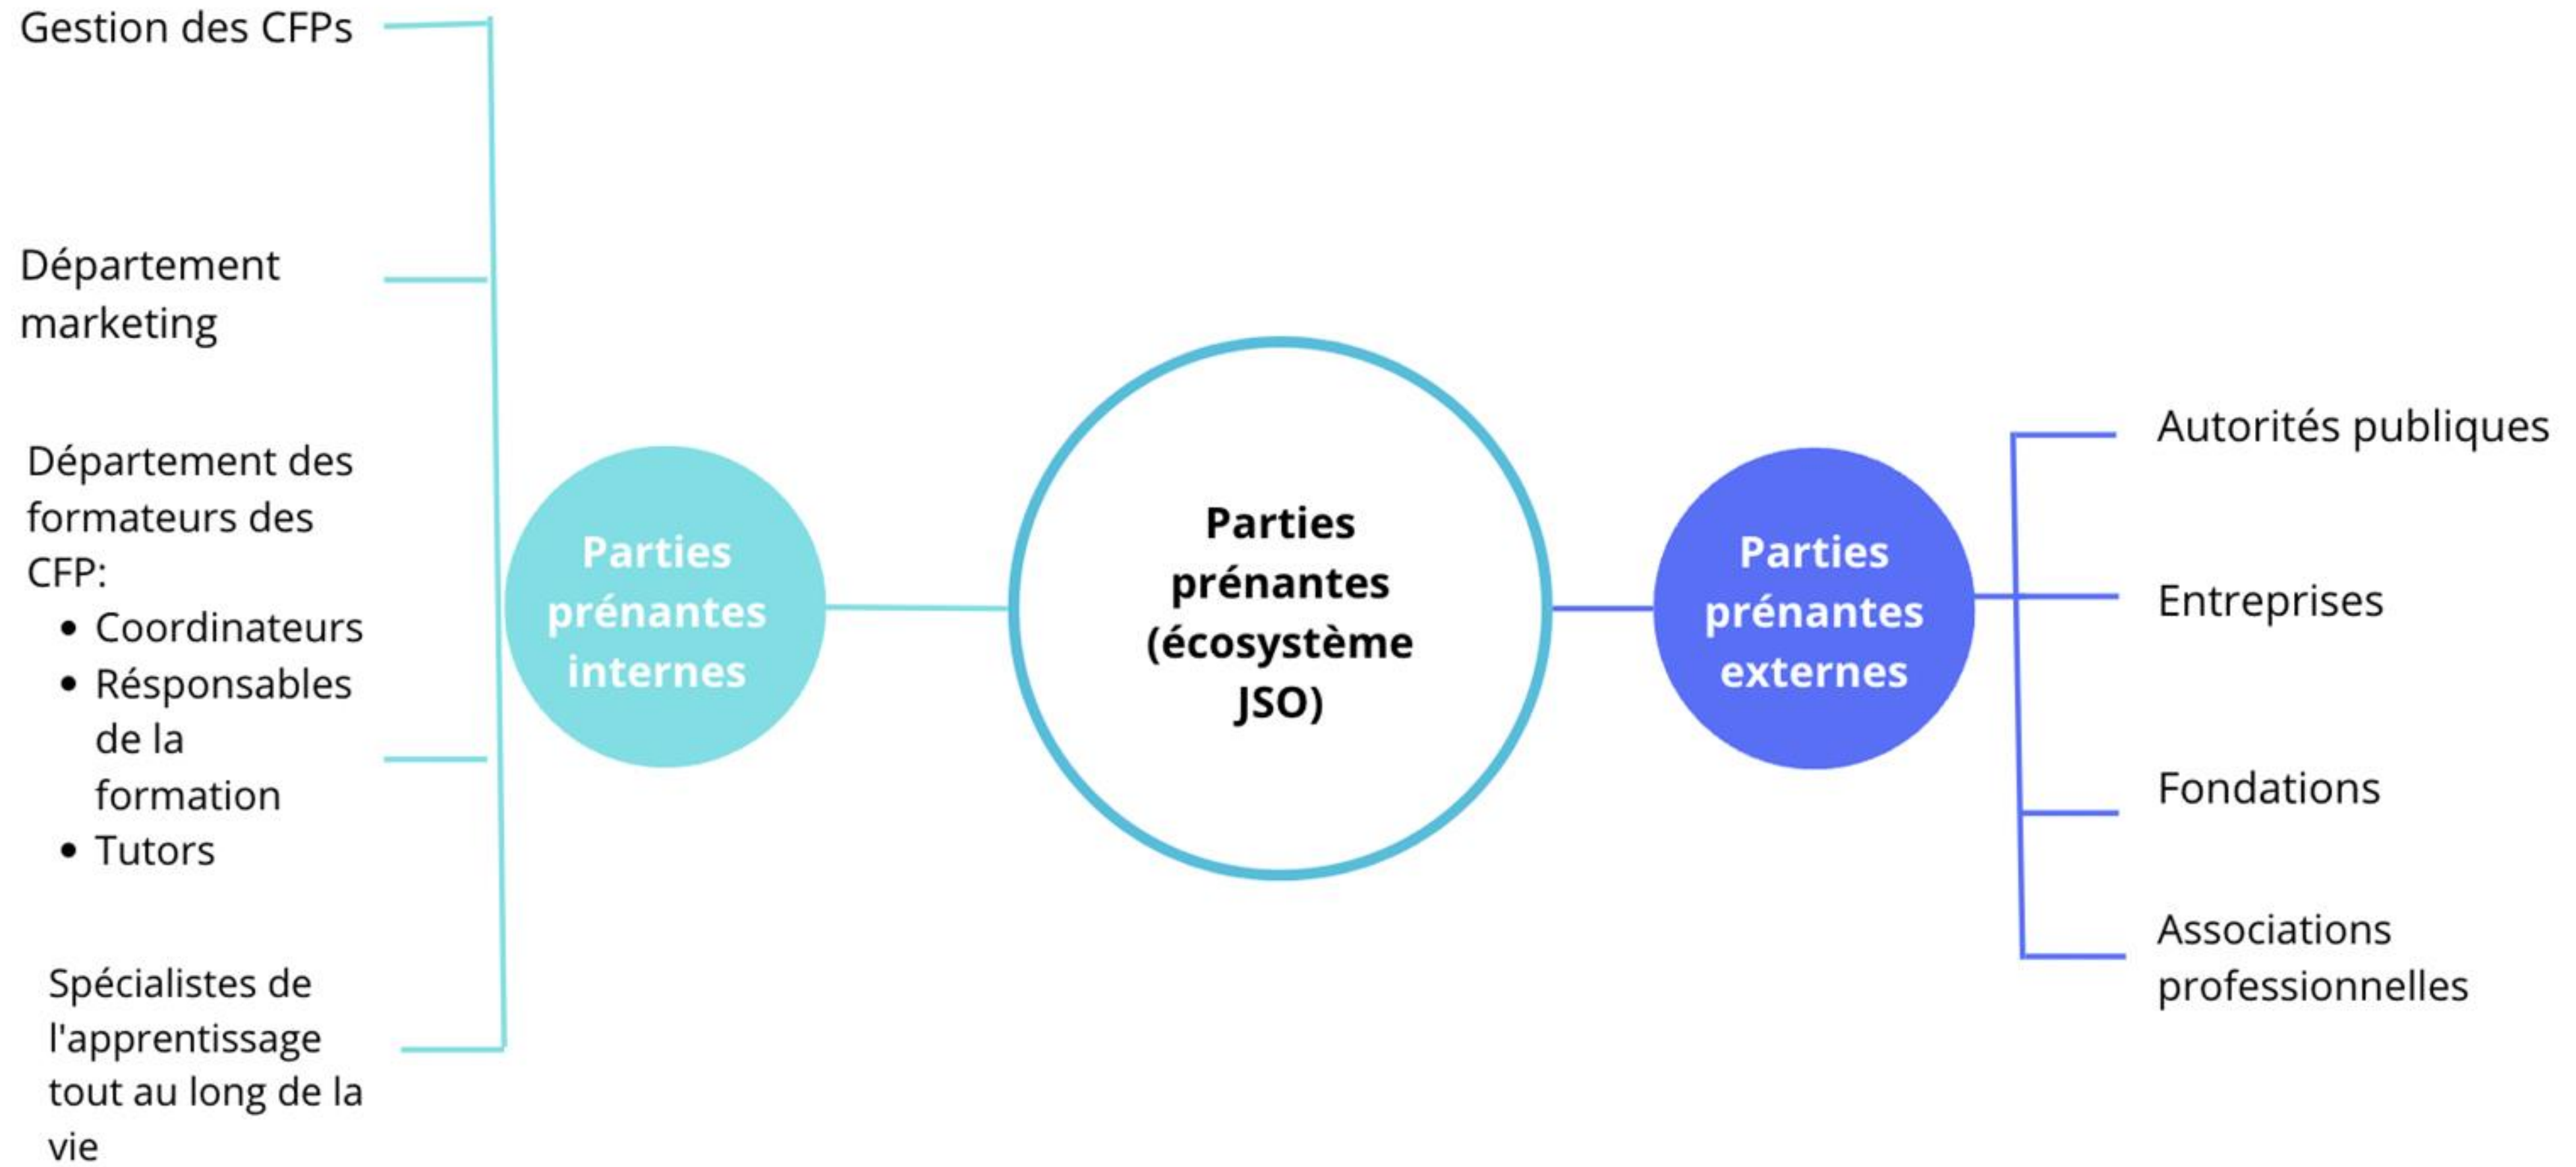 Gestion des CFPs
Département
marketing
Département des
formateurs des
CFP:
• Coordinateurs
• Résponsables
de la
formation
• Tutors
Spécialistes de
l'apprentissage
tout au long de la
vie
Parties
prénantes
internes
Parties
prénantes
(écosystème
JSO)
Parties
prénantes
externes
Autorités publiques
Entreprises
Fondations
Associations
professionnelles